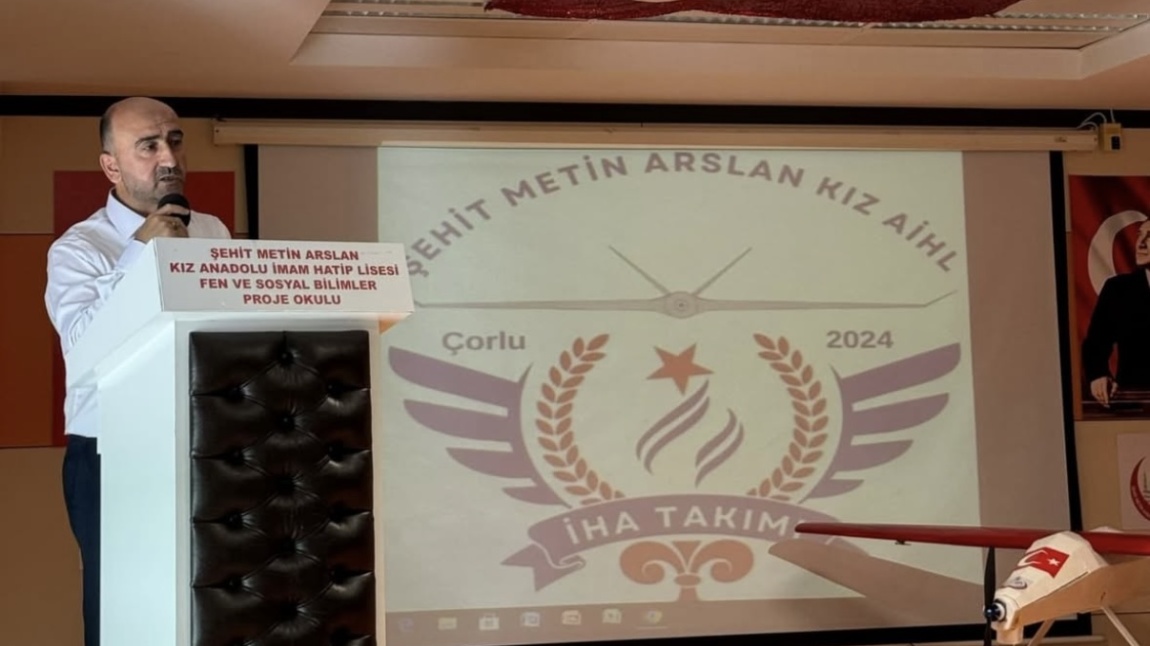 ŞEHİT METİN ARSLAN KIZ AİHL
Çorlu
2024
İHA TAKIM
ŞEHİT METİN ARSLAN
KIZ ANADOLU İMAM HATİP LİSESİ
FEN VE SOSYAL BİLİMLER
PROJE OKULU